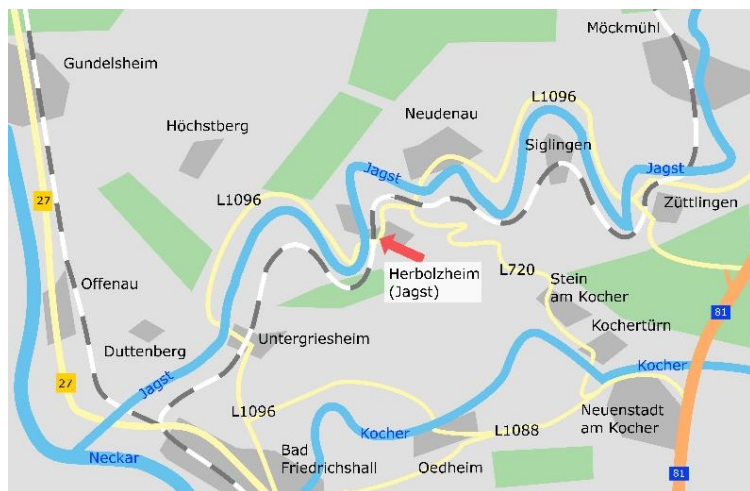 Möckmühl
Gundelsheim
L1096
Neudenau
Höchstberg
Siglingen
Jagst
Jagst
L1096
Züttlingen
27
Herbolzheim
(Jagst)
L720
Offenau
Stein
am Kocher
81
Kochertürn
Untergriesheim
Duttenberg
Kocher
27
Jagst
L1096
Neuenstadt
am Kocher
Kocher
L1088
Bad
Friedrichshall
Oedheim
Neckar
81